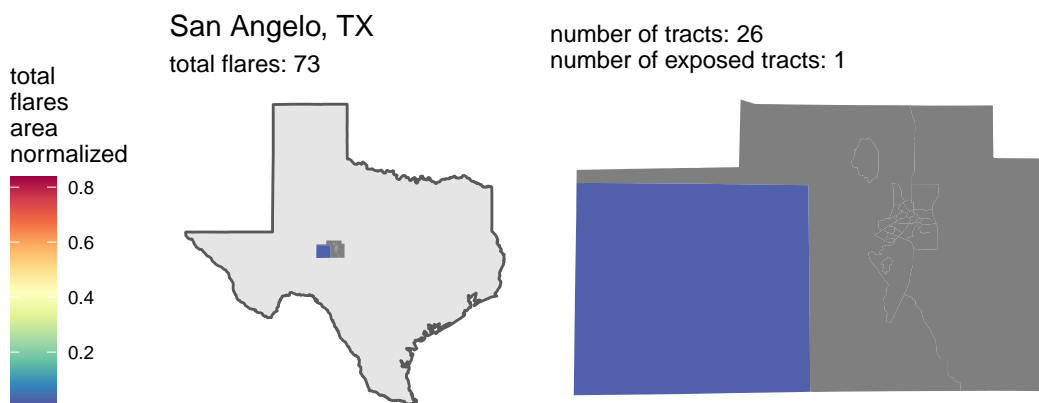 San Angelo, TX
total flares: 73
number of tracts: 26
number of exposed tracts: 1
total
flares
area
normalized
0.8
0.6
0.4
0.2